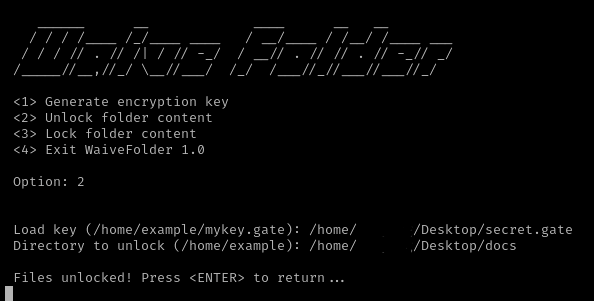 Waive Folder
<1> Generate encryption key
<2> Unlock folder content
<3> Lock folder content
<4> Exit WaiveFolder 1.0
Option: 2
Load key (/home/example/mykey.gate): /home/ /Desktop/secret.gate
Directory to unlock (/home/example): /home/ /Desktop/docs
Files unlocked! Press <ENTER> to return...